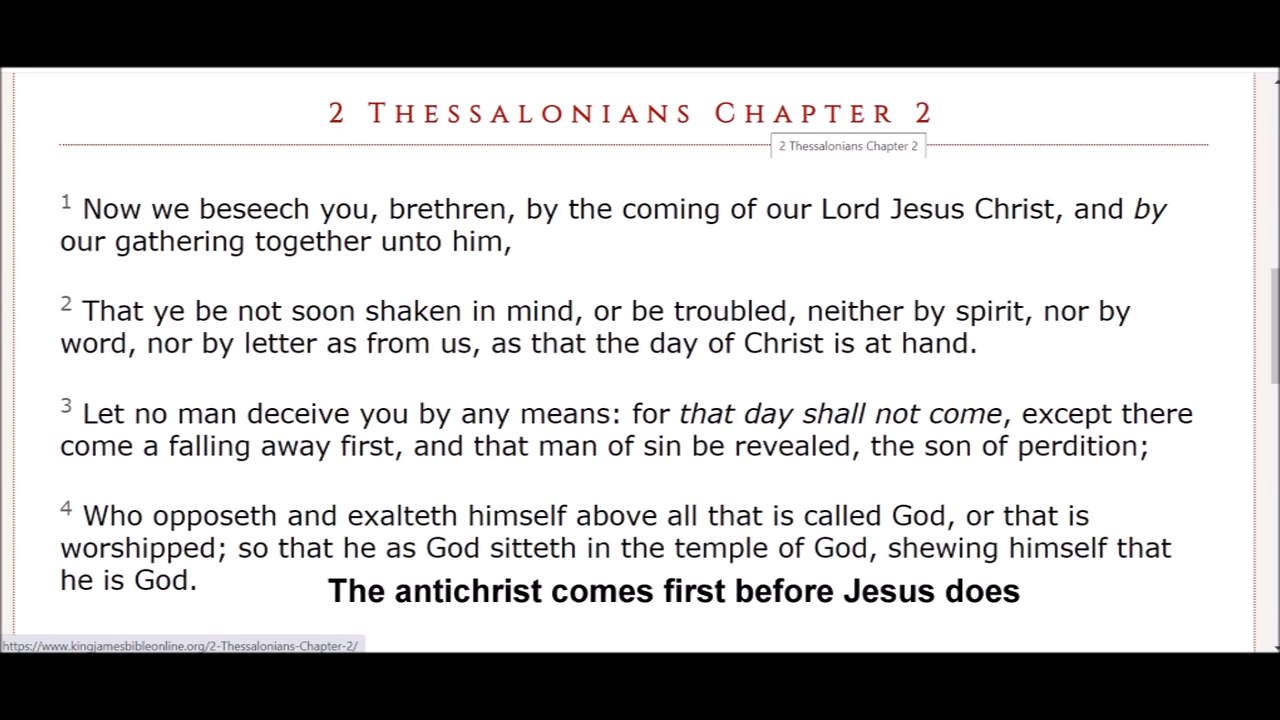 2 Thessalonians Chapter 2
2 Thessalonians Chapter 2
1 Now we beseech you, brethren, by the coming of our Lord Jesus Christ, and by
our gathering together unto him,
2 That ye be not soon shaken in mind, or be troubled, neither by spirit, nor by
word, nor by letter as from us, as that the day of Christ is at hand.
3 Let no man deceive you by any means: for that day shall not come, except there
come a falling away first, and that man of sin be revealed, the son of perdition;
4 Who opposeth and exalteth himself above all that is called God, or that is
worshipped; so that he as God sitteth in the temple of God, shewing himself that
he is God.
The antichrist comes first before Jesus does
https://www.kingjamesbibleonline.org/2-Thessalonians-Chapter-2/